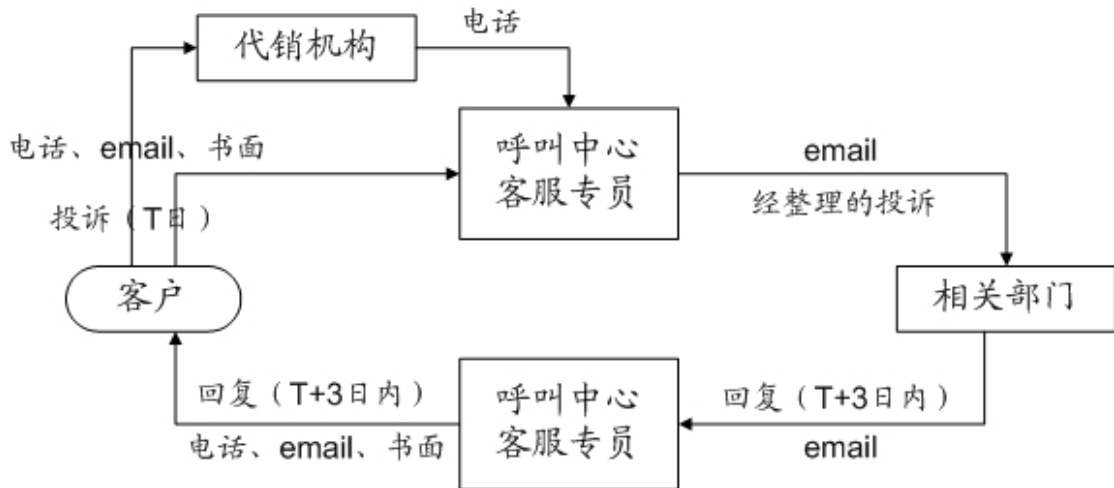 电话
代销机构
电话、email、书面
呼叫中心
客服专员
email
投诉（T日）
经整理的投诉
客户
相关部门
回复（T+3日内）
呼叫中心
客服专员
回复（T+3日内）
电话、email、书面
email